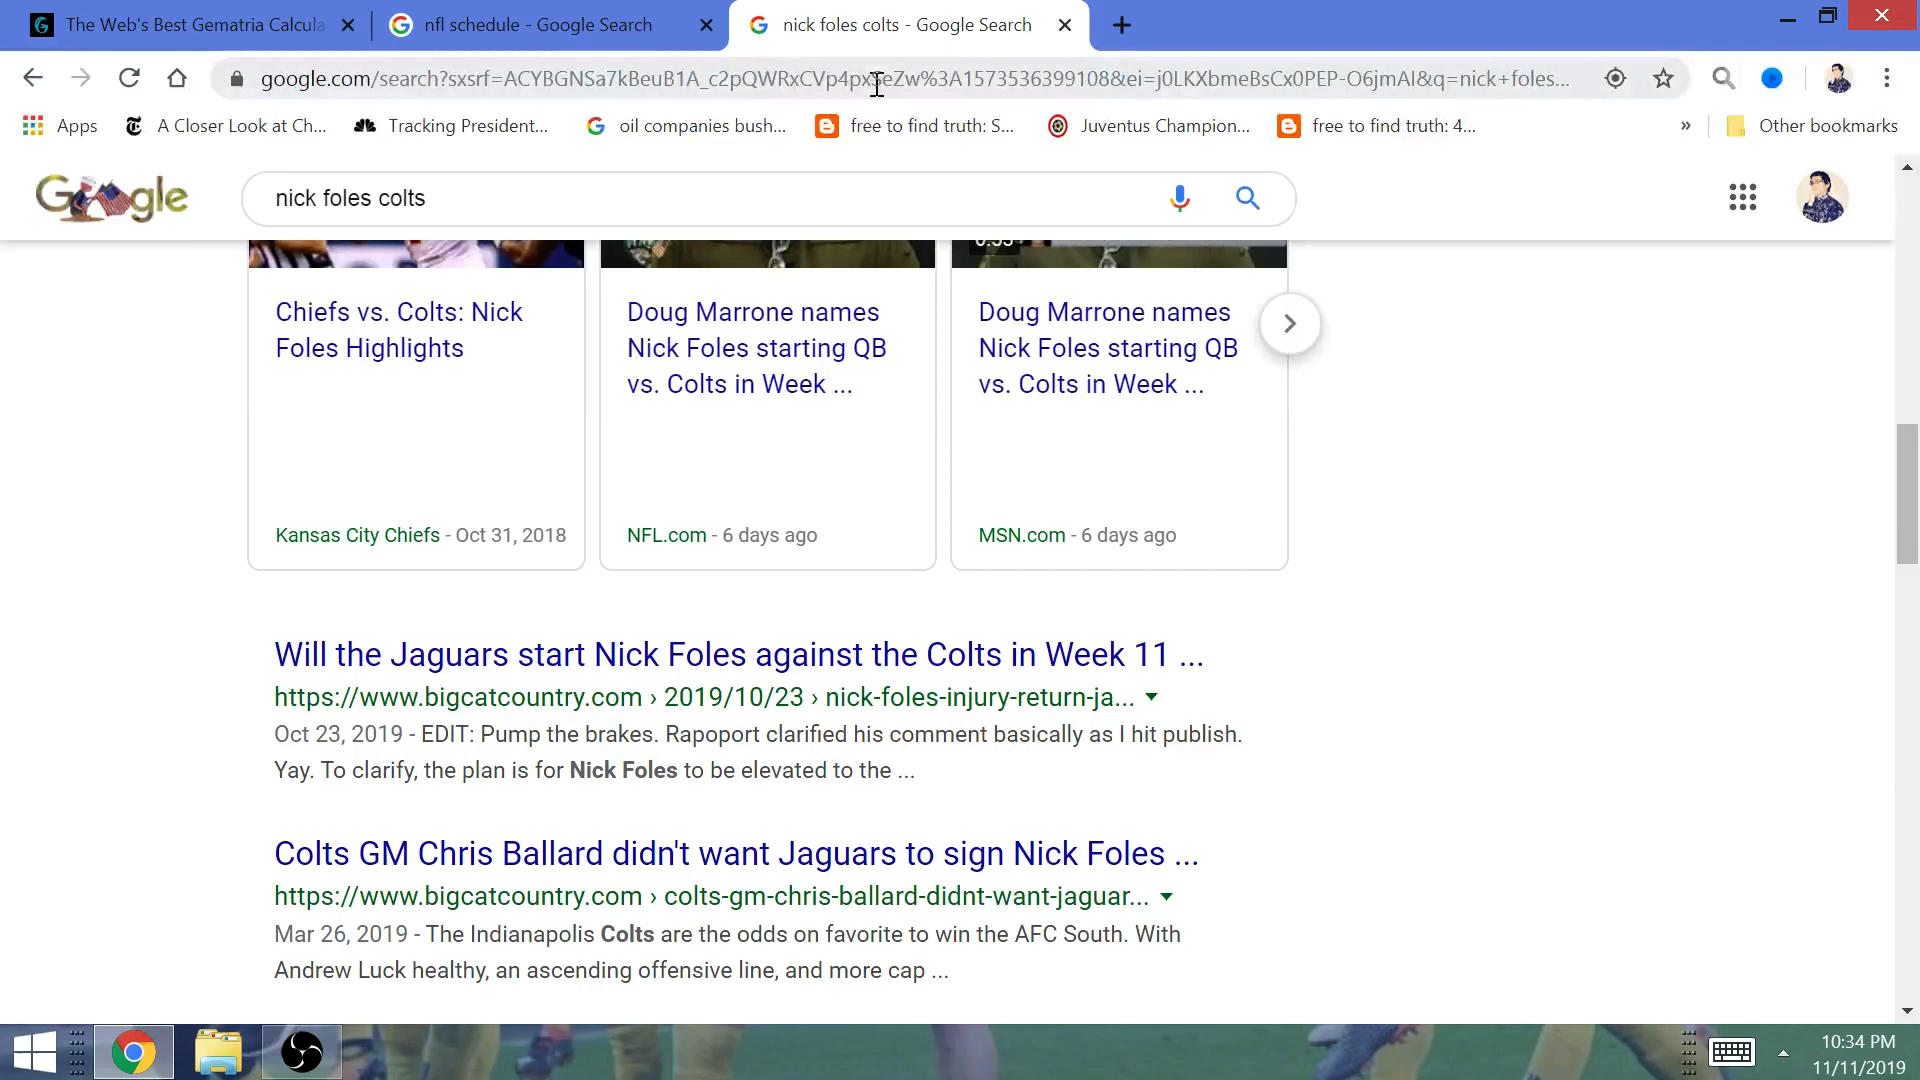 The Web's Best Gematria Calcula
nfl schedule - Google Search
nick foles colts - Google Search
google.com/search?sxsrf=ACYBGNSa7kBeuB1A_c2pQWRxCVp4pxseZw%3A1573536399108&ei=j0LKXbmeBsCx0PEP-O6jmAI&q=nick+foles...
Apps
A Closer Look at Ch...
Tracking President...
oil companies bush...
free to find truth: S...
Juventus Champion...
free to find truth: 4...
»
Other bookmarks
Google
nick foles colts
Chiefs vs. Colts: Nick
Foles Highlights
Kansas City Chiefs - Oct 31, 2018
Doug Marrone names
Nick Foles starting QB
vs. Colts in Week ...
NFL.com - 6 days ago
Doug Marrone names
Nick Foles starting QB
vs. Colts in Week ...
MSN.com - 6 days ago
Will the Jaguars start Nick Foles against the Colts in Week 11 ...
https://www.bigcatcountry.com › 2019/10/23 › nick-foles-injury-return-ja...
Oct 23, 2019 - EDIT: Pump the brakes. Rapoport clarified his comment basically as I hit publish.
Yay. To clarify, the plan is for Nick Foles to be elevated to the ...
Colts GM Chris Ballard didn't want Jaguars to sign Nick Foles ...
https://www.bigcatcountry.com › colts-gm-chris-ballard-didnt-want-jaguar...
Mar 26, 2019 - The Indianapolis Colts are the odds on favorite to win the AFC South. With
Andrew Luck healthy, an ascending offensive line, and more cap ...
10:34 PM
11/11/2019